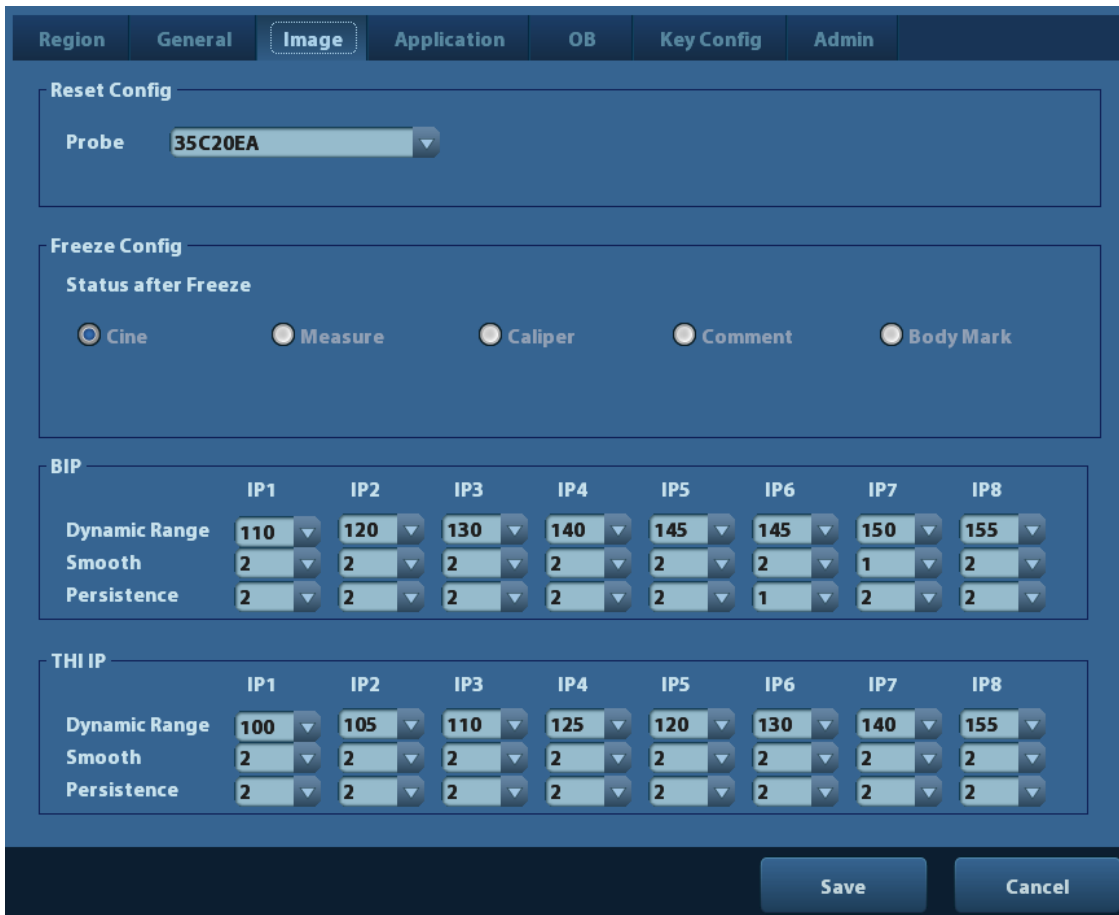 Region General Image Application OB Key Config Admin
Reset Config
Probe 35C20EA
Freeze Config
Status after Freeze
Cine Measure Caliper Comment Body Mark
BIP
IP1 IP2 IP3 IP4 IP5 IP6 IP7 IP8
Dynamic Range 110 120 130 140 145 145 150 155
Smooth 2 2 2 2 2 2 1 2
Persistence 2 2 2 2 2 1 2 2
THI IP
IP1 IP2 IP3 IP4 IP5 IP6 IP7 IP8
Dynamic Range 100 105 110 125 120 130 140 155
Smooth 2 2 2 2 2 2 2 2
Persistence 2 2 2 2 2 2 2 2
Save Cancel